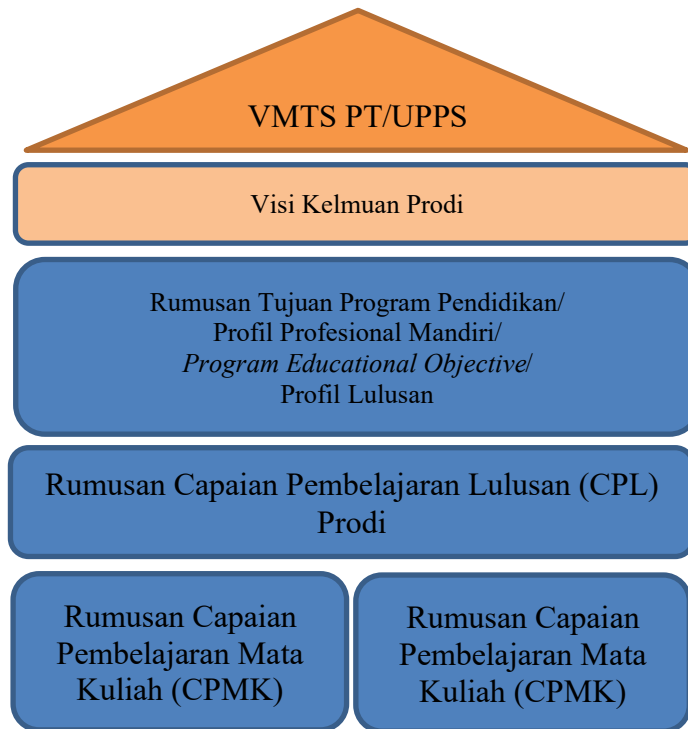 VMTS PT/UPPS
Visi Kelmuan Prodi
Rumusan Tujuan Program Pendidikan/
Profil Profesional Mandiri/
Program Educational Objective/
Profil Lulusan
Rumusan Capaian Pembelajaran Lulusan (CPL)
Prodi
Rumusan Capaian
Pembelajaran Mata
Kuliah (CPMK)
Rumusan Capaian
Pembelajaran Mata
Kuliah (CPMK)